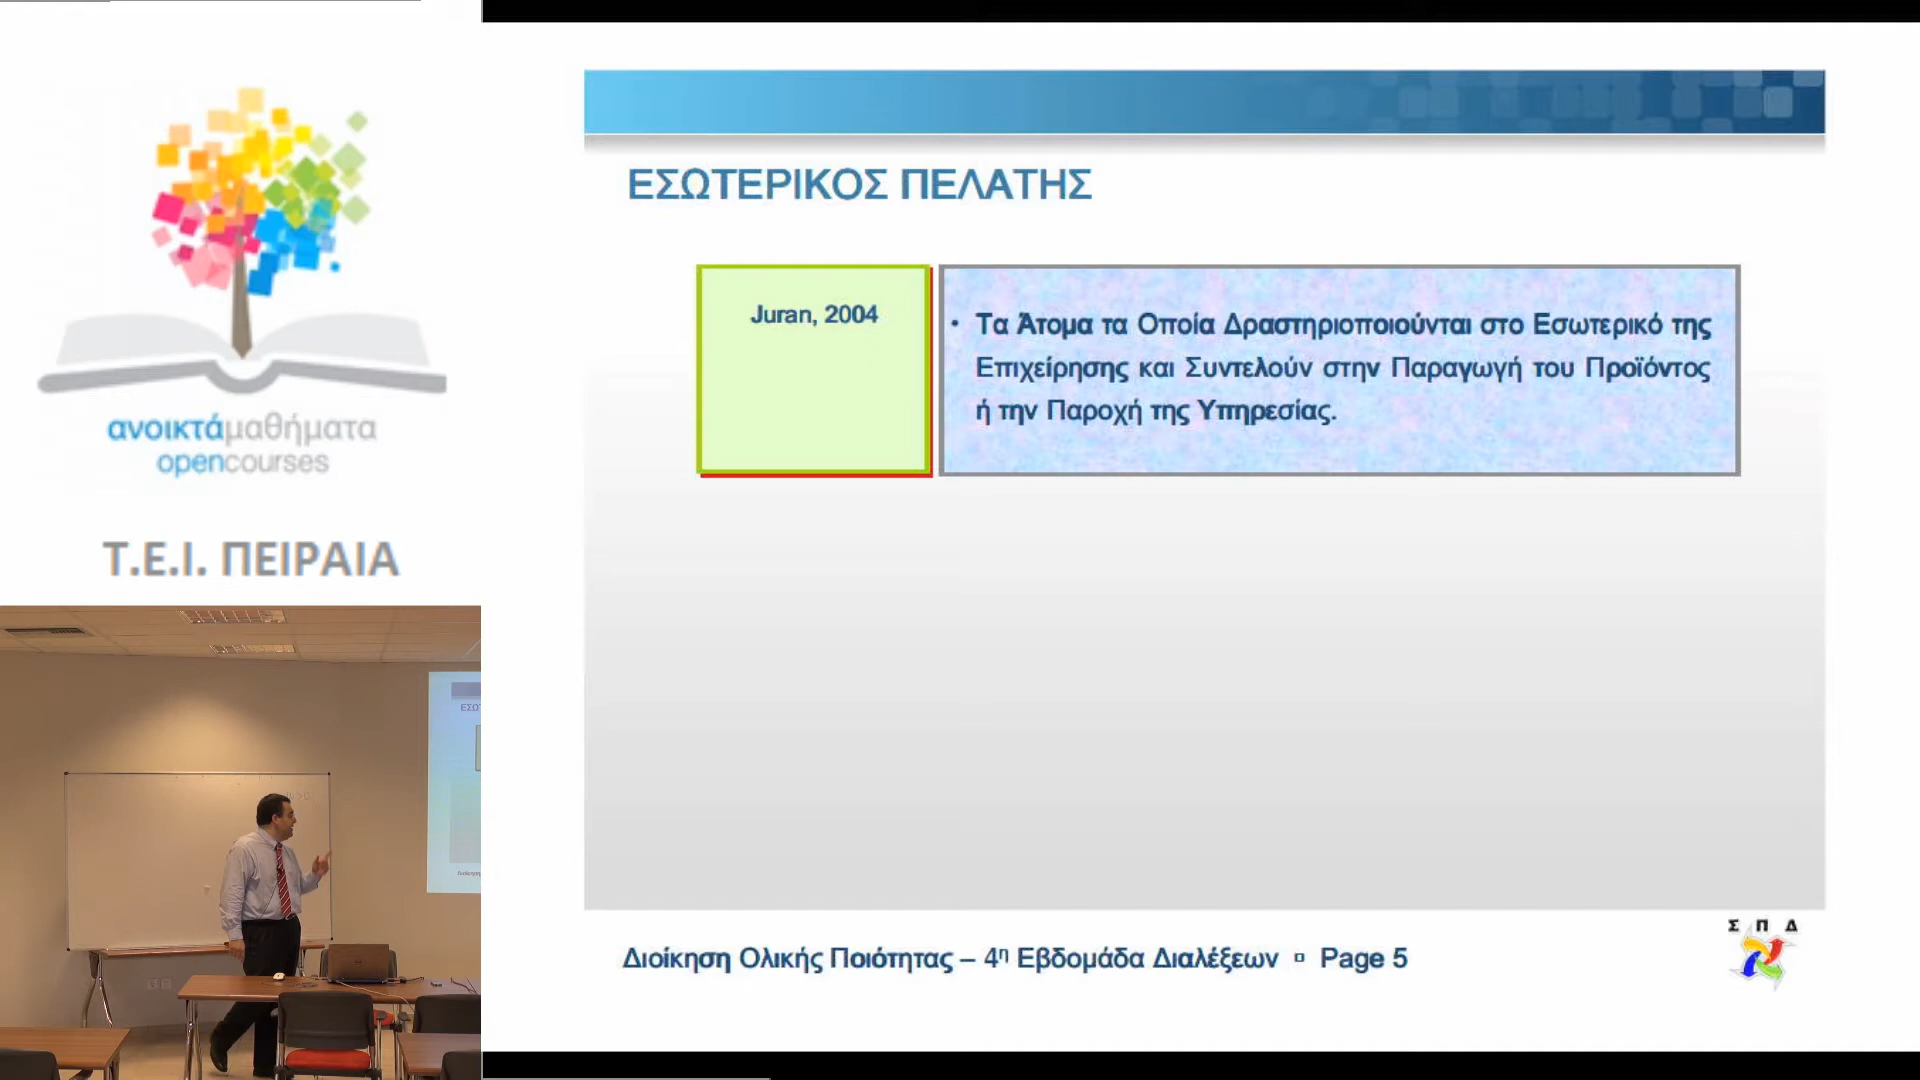 ανοικτάμαθήματα
opencourses
Τ.Ε.Ι. ΠΕΙΡΑΙΑ
ΕΣΩΤΕΡΙΚΟΣ ΠΕΛΑΤΗΣ
Juran, 2004
• Τα Άτομα τα Οποία Δραστηριοποιούνται στο Εσωτερικό της
Επιχείρησης και Συντελούν στην Παραγωγή του Προϊόντος
ή την Παροχή της Υπηρεσίας.
Διοίκηση Ολικής Ποιότητας – 4η Εβδομάδα Διαλέξεων ▫ Page 5
Σ Π Δ